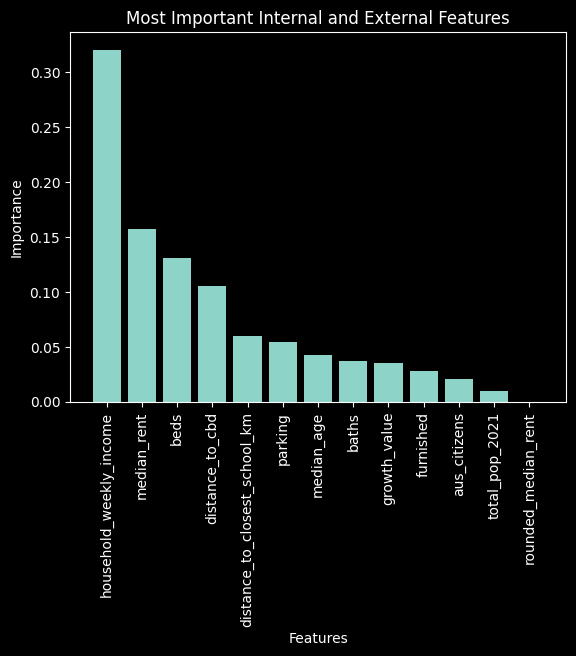 Most Important Internal and External Features
Importance
0.30
0.25
0.20
0.15
0.10
0.05
0.00
household_weekly_income
median_rent
beds
distance_to_cbd
distance_to_closest_school_km
parking
median_age
baths
growth_value
furnished
aus_citizens
total_pop_2021
rounded_median_rent
Features